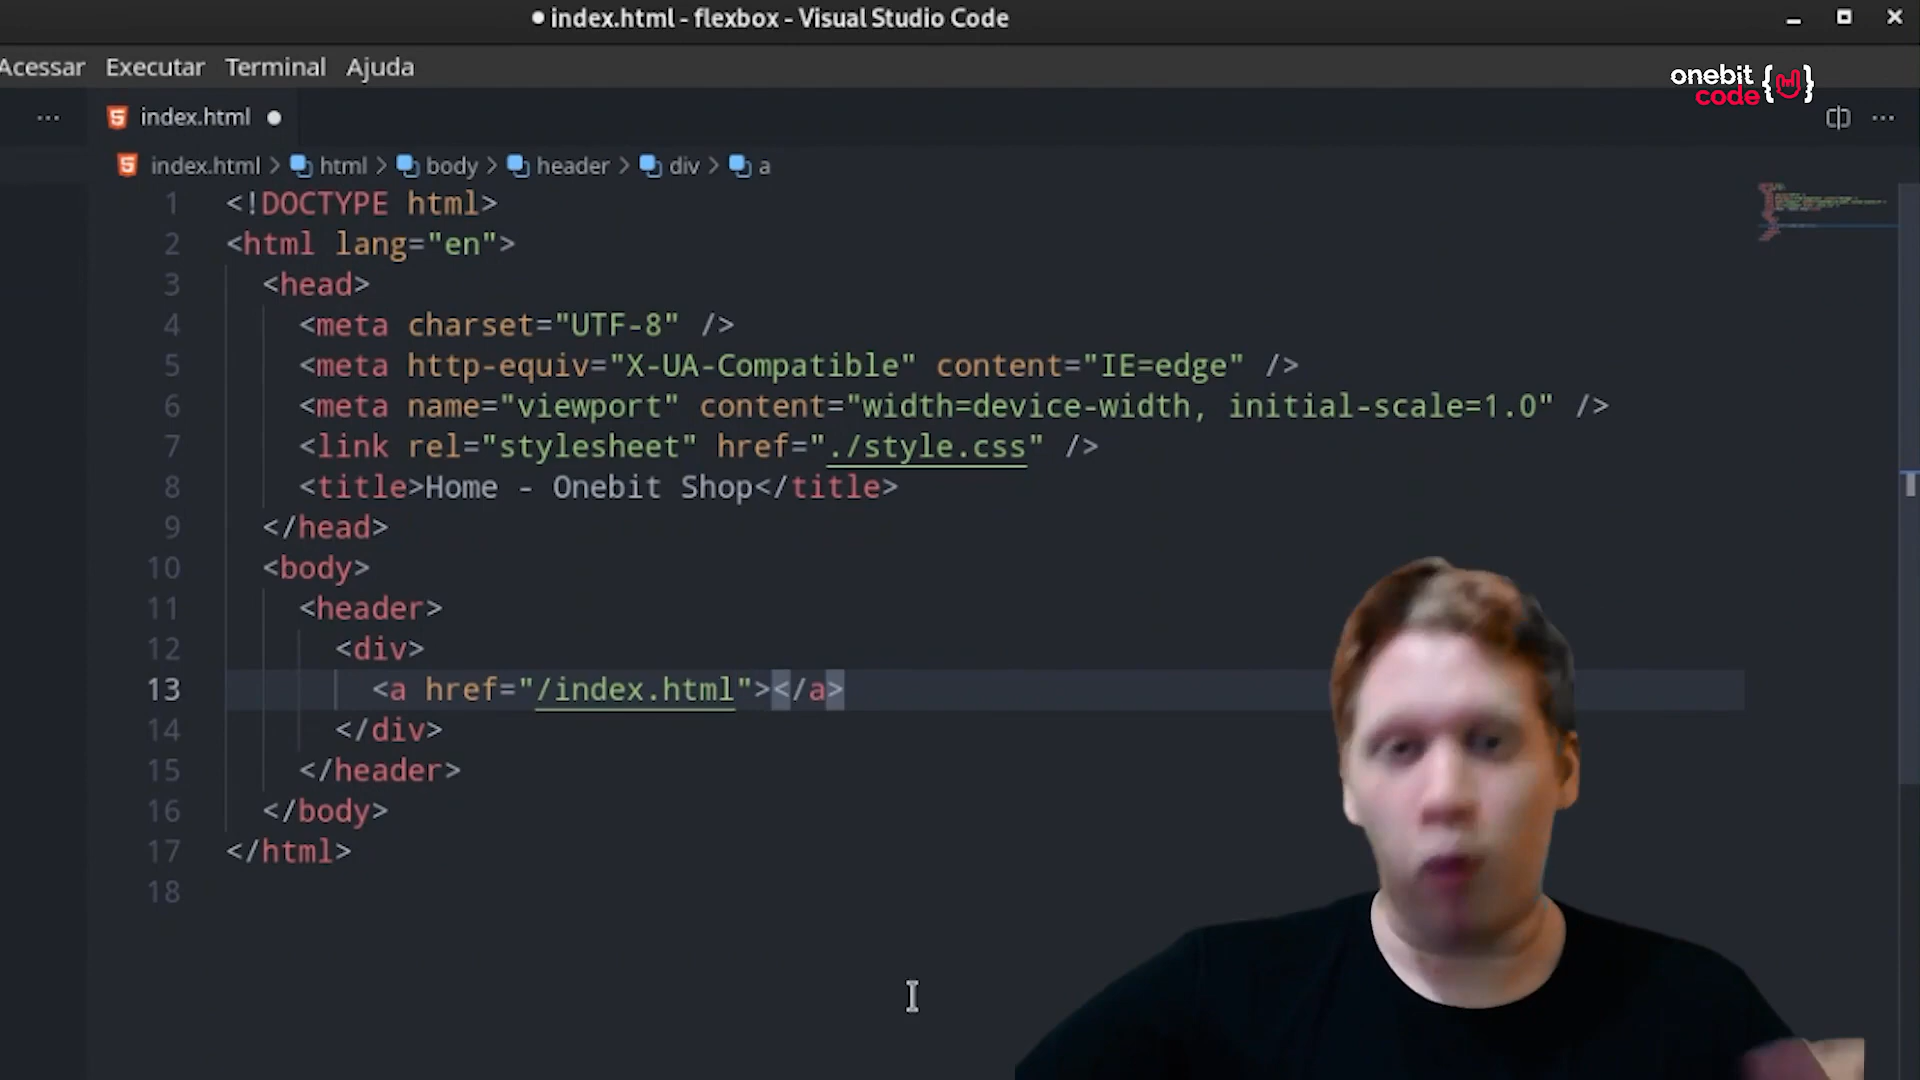 index.html - flexbox - Visual Studio Code
Acessar Executar Terminal Ajuda
onebit
code
index.html
index.html > html > body > header > div > a
1 <!DOCTYPE html>
2 <html lang="en">
3 <head>
4 <meta charset="UTF-8" />
5 <meta http-equiv="X-UA-Compatible" content="IE=edge" />
6 <meta name="viewport" content="width=device-width, initial-scale=1.0" />
7 <link rel="stylesheet" href="./style.css" />
8 <title>Home - Onebit Shop</title>
9 </head>
10 <body>
11 <header>
12 <div>
13 <a href="/index.html"></a>
14 </div>
15 </header>
16 </body>
17 </html>
18